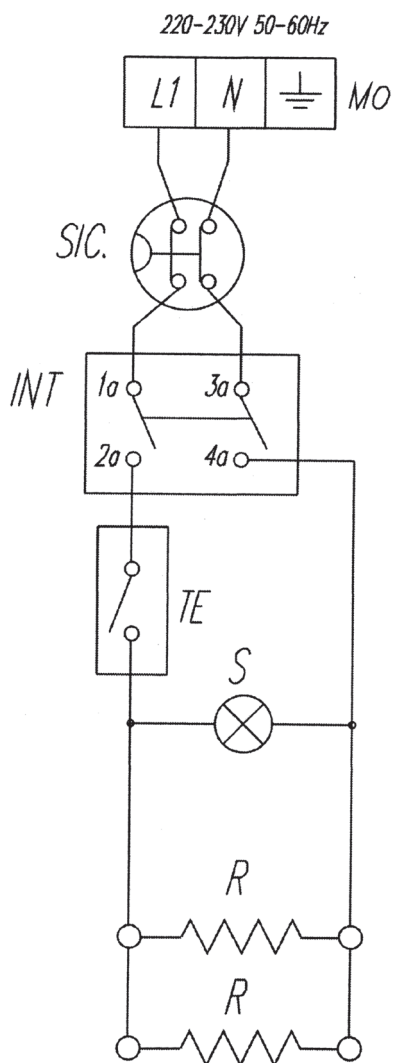 220-230V 50-60Hz
L1 N MO
SIC.
INT 1a 3a
2a 4a
TE
S
R
R